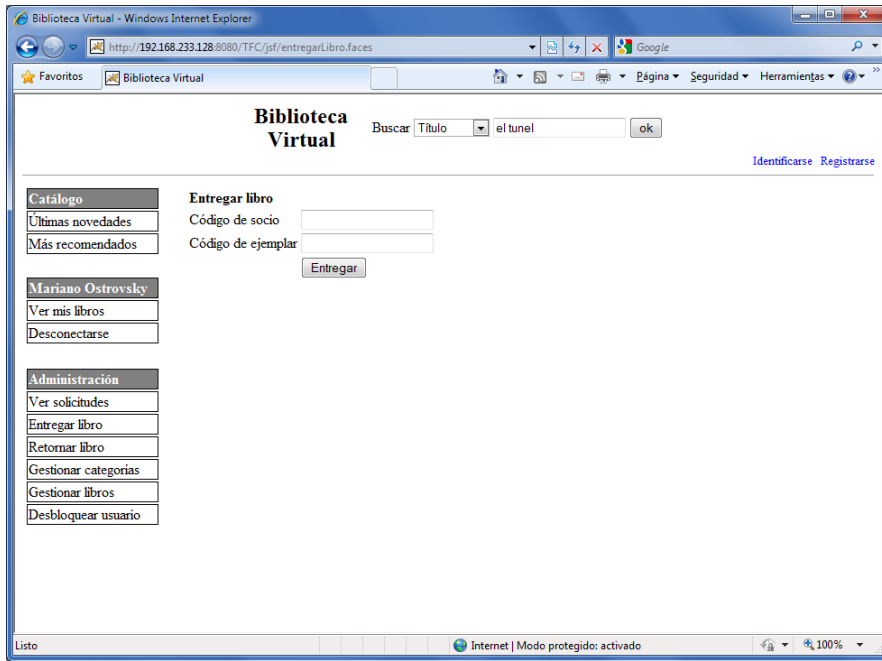 Biblioteca Virtual - Windows Internet Explorer
http://192.168.233.128:8080/TFC/jsf/entregarLibro.faces
Google
Favoritos
Biblioteca Virtual
Página
Seguridad
Herramientas
»
Biblioteca
Virtual
Buscar Título el tunel ok
Identificarse Registrarse
Catálogo
Últimas novedades
Más recomendados
Mariano Ostrovsky
Ver mis libros
Desconectarse
Administración
Ver solicitudes
Entregar libro
Retornar libro
Gestionar categorías
Gestionar libros
Desbloquear usuario
Entregar libro
Código de socio
Código de ejemplar
Entregar
Listo
Internet | Modo protegido: activado
100%